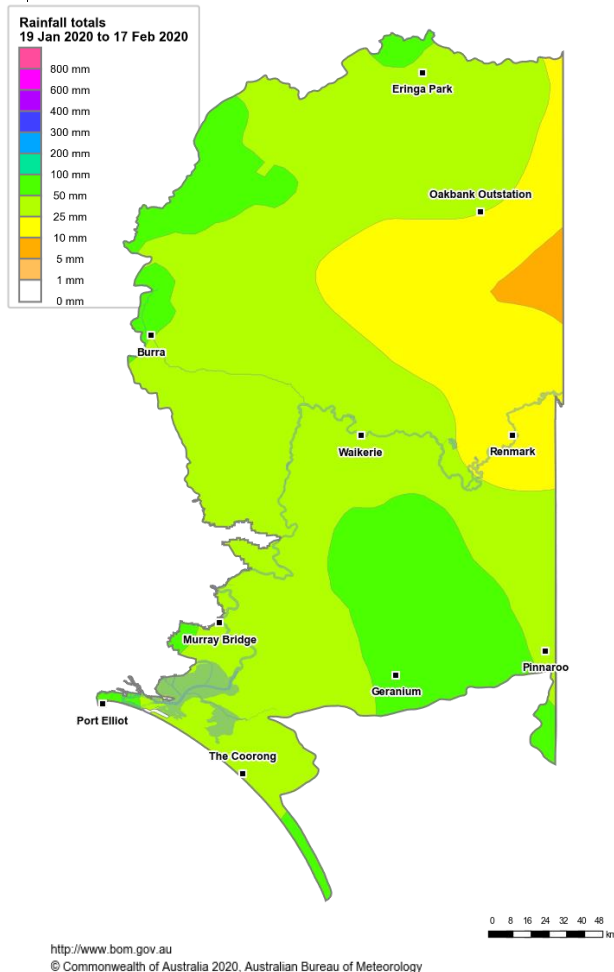 Rainfall totals
19 Jan 2020 to 17 Feb 2020
800 mm
600 mm
400 mm
300 mm
200 mm
100 mm
50 mm
25 mm
10 mm
5 mm
1 mm
0 mm
Eringa Park
Oakbank Outstation
Burra
Waikerie
Renmark
Murray Bridge
Pinnaroo
Geranium
Port Elliot
The Coorong
0 8 16 24 32 40 48
http://www.bom.gov.au
© Commonwealth of Australia 2020, Australian Bureau of Meteorology